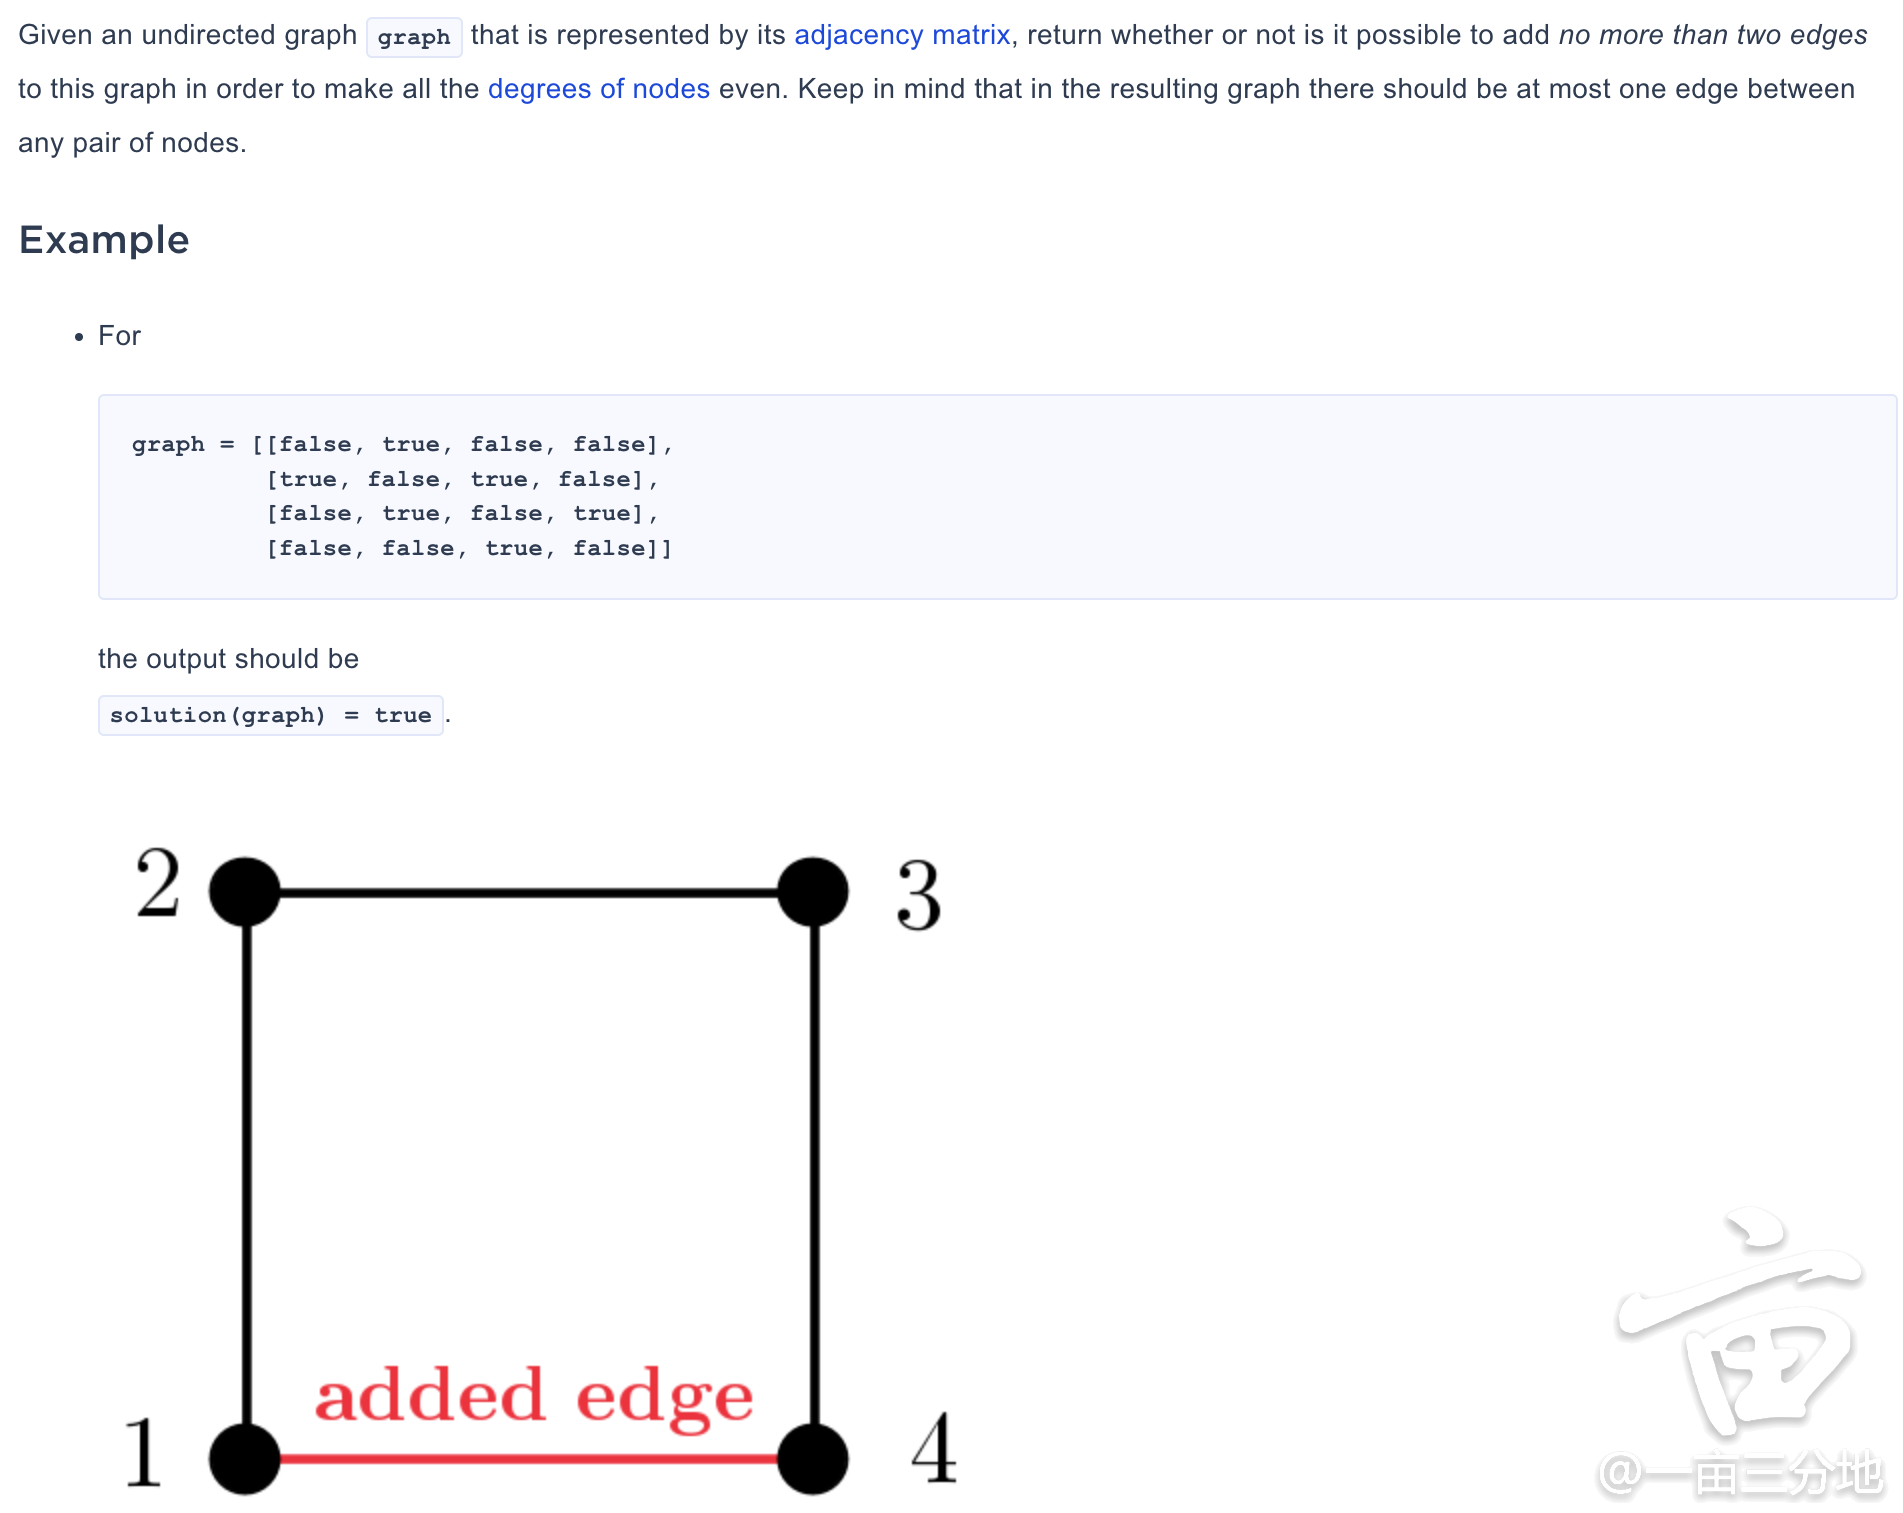 Given an undirected graph graph that is represented by its adjacency matrix, return whether or not is it possible to add no more than two edges
to this graph in order to make all the degrees of nodes even. Keep in mind that in the resulting graph there should be at most one edge between
any pair of nodes.
Example
• For
graph = [[false, true, false, false],
[true, false, true, false],
[false, true, false, true],
[false, false, true, false]]
the output should be
solution(graph) = true.
2
3
added edge
1
4
亩
@一亩三分地